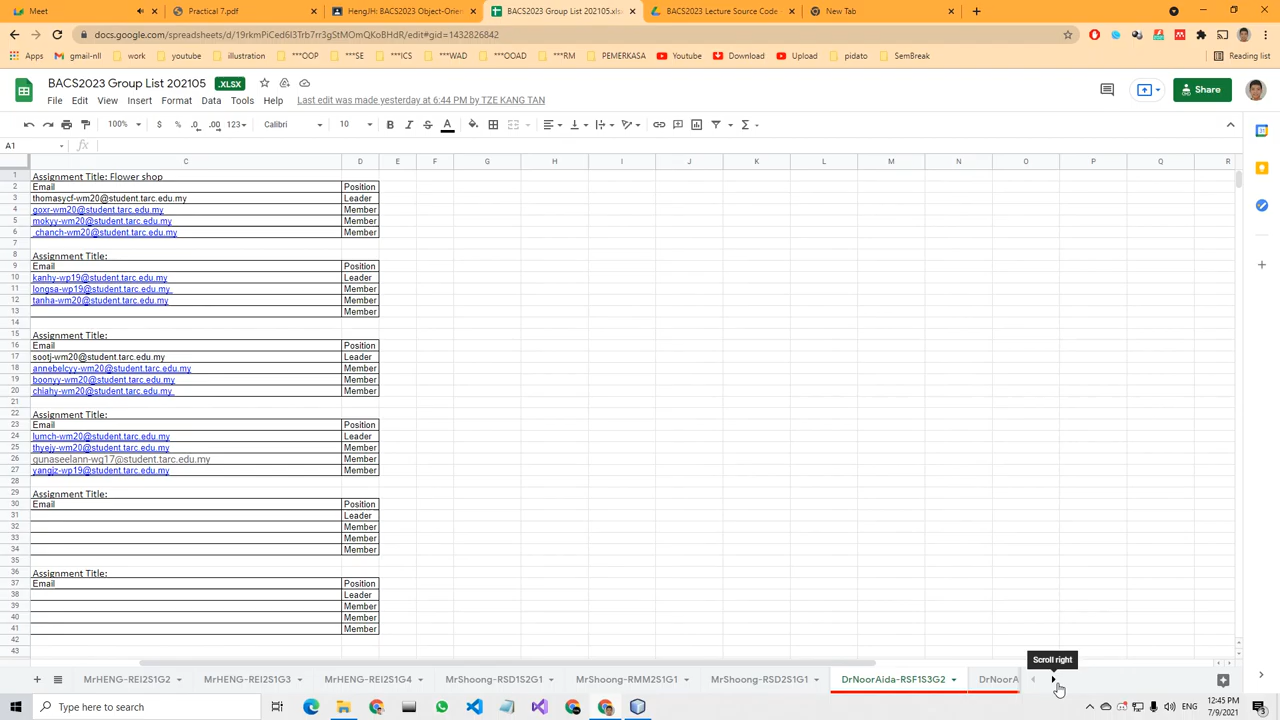 Meet
Practical 7.pdf
HengJH: BACS2023 Object-Orien
BACS2023 Group List 202105.xlsx
BACS2023 Lecture Source Code
New Tab
docs.google.com/spreadsheets/d/19rkmPiCed6I3Tby7rr3gStMOmQKoBHdR/edit#gid=1432826842
Apps
meet
gmail-nll
youtube
illustration
***OOP
***SE
***ICS
***WAD
***OOAD
***RM
PEMERKASA
Youtube
Download
Upload
pidato
SemBreak
Reading list
BACS2023 Group List 202105 .XLSX
File Edit View Insert Format Data Tools Help Last edit was made yesterday at 6:44 PM by TZE KANG TAN
Share
100% $ % .0 .00 123 Calibri 10
A1 fx
C D E F G H I J K L M N O P Q R
1 Assignment Title: Flower shop
2 Email Position
3 thomasycf-wm20@student.tarc.edu.my Leader
4 goxr-wm20@student.tarc.edu.my Member
5 mokyy-wm20@student.tarc.edu.my Member
6 chanch-wm20@student.tarc.edu.my Member
7
8 Assignment Title:
9 Email Position
10 kanhy-wp19@student.tarc.edu.my Leader
11 longsa-wp19@student.tarc.edu.my Member
12 tanha-wm20@student.tarc.edu.my Member
13 Member
14
15 Assignment Title:
16 Email Position
17 sootj-wm20@student.tarc.edu.my Leader
18 annebelcyy-wm20@student.tarc.edu.my Member
19 boonyy-wm20@student.tarc.edu.my Member
20 chiahy-wm20@student.tarc.edu.my Member
21
22 Assignment Title:
23 Email Position
24 lumch-wm20@student.tarc.edu.my Leader
25 thyejy-wm20@student.tarc.edu.my Member
26 gunaseelann-wg17@student.tarc.edu.my Member
27 yangjz-wp19@student.tarc.edu.my Member
28
29 Assignment Title:
30 Email Position
31 Leader
32 Member
33 Member
34 Member
35
36 Assignment Title:
37 Email Position
38 Leader
39 Member
40 Member
41 Member
42
43
Scroll right
MrHENG-REI2S1G2 MrHENG-REI2S1G3 MrHENG-REI2S1G4 MrShoong-RSD1S2G1 MrShoong-RMM2S1G1 MrShoong-RSD2S1G1 DrNoorAida-RSF1S3G2 DrNoorA
Type here to search
12:45 PM
7/9/2021
3